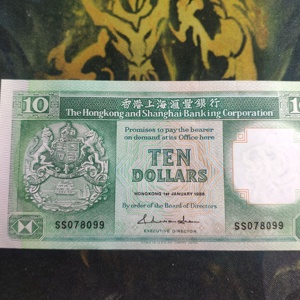 10
香港上海滙豐銀行
10
The Hongkong and Shanghai Banking Corporation
Promises to pay the bearer
on demand at its Office here
TEN
DOLLARS
HONGKONG 1ST JANUARY
By order of the Board of Directors
EXECUTIVE DIRECTOR
SS078099
SS078099